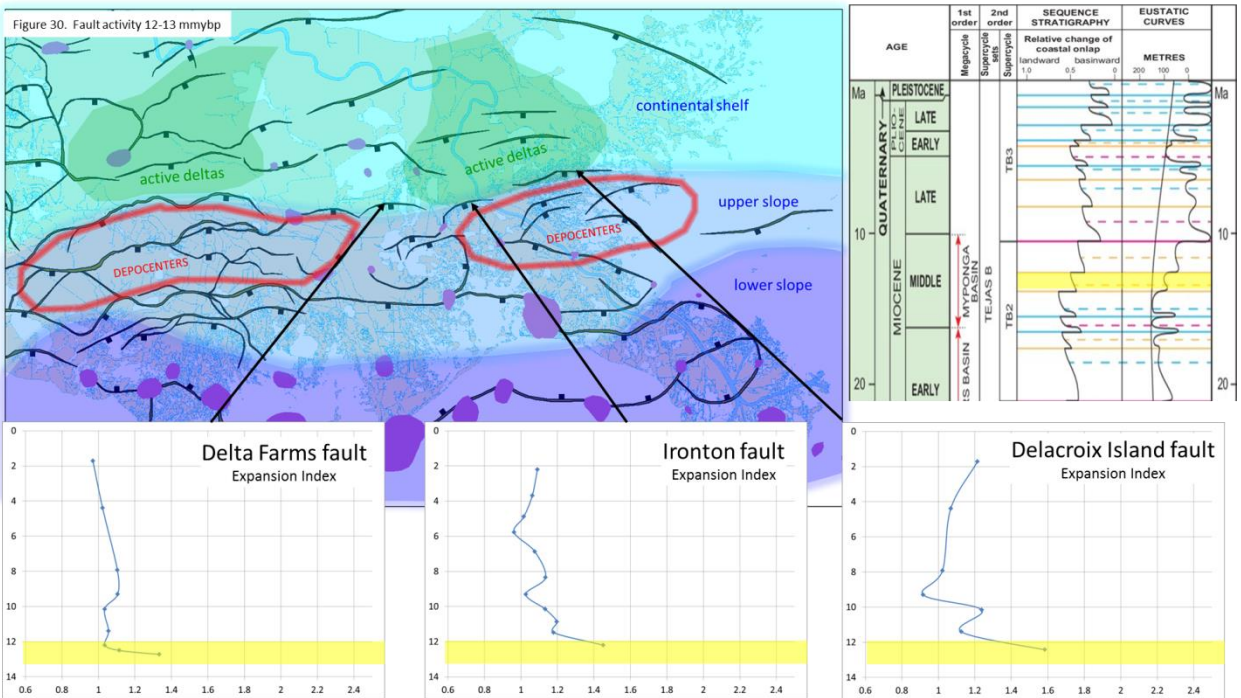 Figure 30. Fault activity 12-13 mmybp
continental shelf
active deltas
active deltas
upper slope
DEPOCENTERS
DEPOCENTERS
lower slope
AGE
1st order
Megacycle
2nd order
Supercycle sets
Supercycle
SEQUENCE STRATIGRAPHY
Relative change of coastal onlap
landward basinward
1.0 0.5 0
EUSTATIC CURVES
METRES
200 100 0
Ma
Ma
QUATERNARY
PLEISTOCENE
PLIOCENE
LATE
EARLY
MIOCENE
LATE
MIDDLE
EARLY
10
10
20
20
MYPONGA BASIN
RS BASIN
TEJAS B
TB3
TB2
Delta Farms fault
Expansion Index
0
2
4
6
8
10
12
14
0.6 0.8 1 1.2 1.4 1.6 1.8 2 2.2 2.4
Ironton fault
Expansion Index
0
2
4
6
8
10
12
14
0.6 0.8 1 1.2 1.4 1.6 1.8 2 2.2 2.4
Delacroix Island fault
Expansion Index
0
2
4
6
8
10
12
14
0.6 0.8 1 1.2 1.4 1.6 1.8 2 2.2 2.4